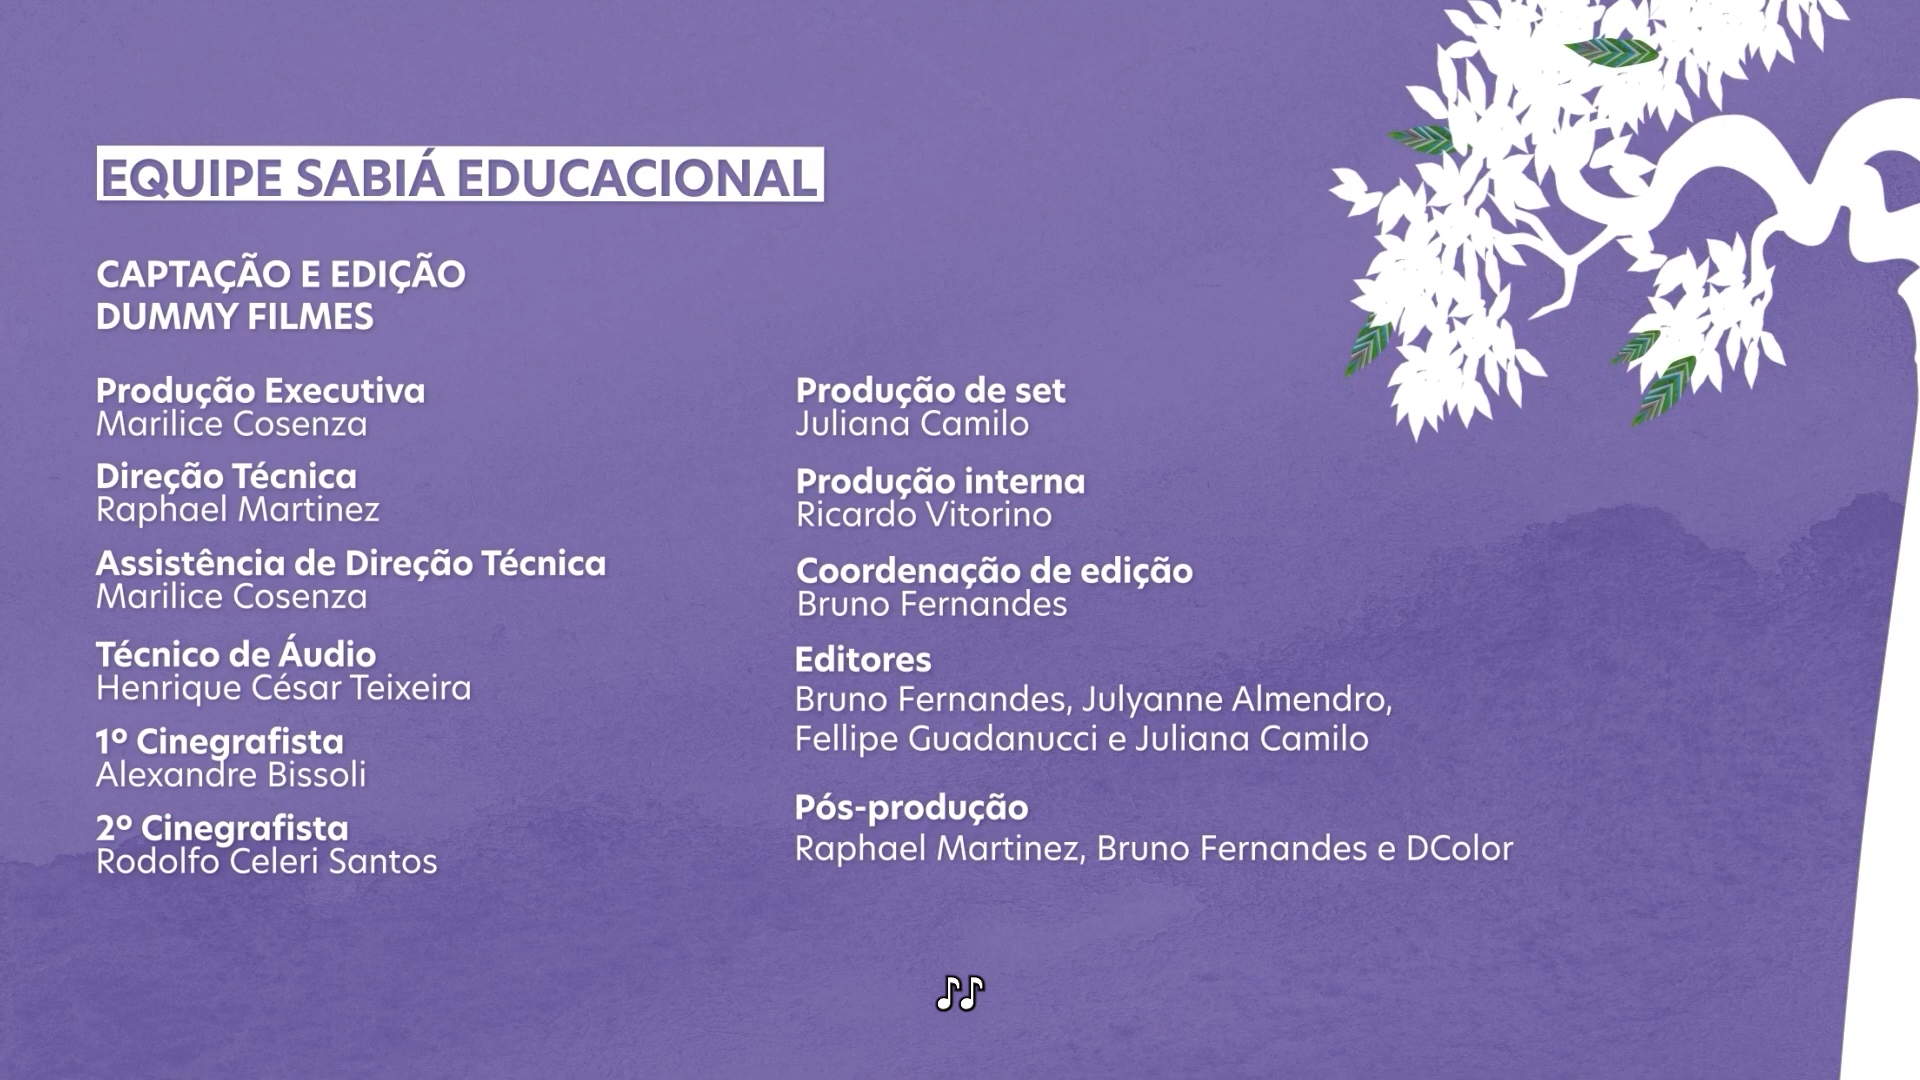 EQUIPE SABIÁ EDUCACIONAL
CAPTAÇÃO E EDIÇÃO
DUMMY FILMES
Produção Executiva
Marilice Cosenza
Direção Técnica
Raphael Martinez
Assistência de Direção Técnica
Marilice Cosenza
Técnico de Áudio
Henrique César Teixeira
1º Cinegrafista
Alexandre Bissoli
2º Cinegrafista
Rodolfo Celeri Santos
Produção de set
Juliana Camilo
Produção interna
Ricardo Vitorino
Coordenação de edição
Bruno Fernandes
Editores
Bruno Fernandes, Julyanne Almendro,
Fellipe Guadanucci e Juliana Camilo
Pós-produção
Raphael Martinez, Bruno Fernandes e DColor
♪♪